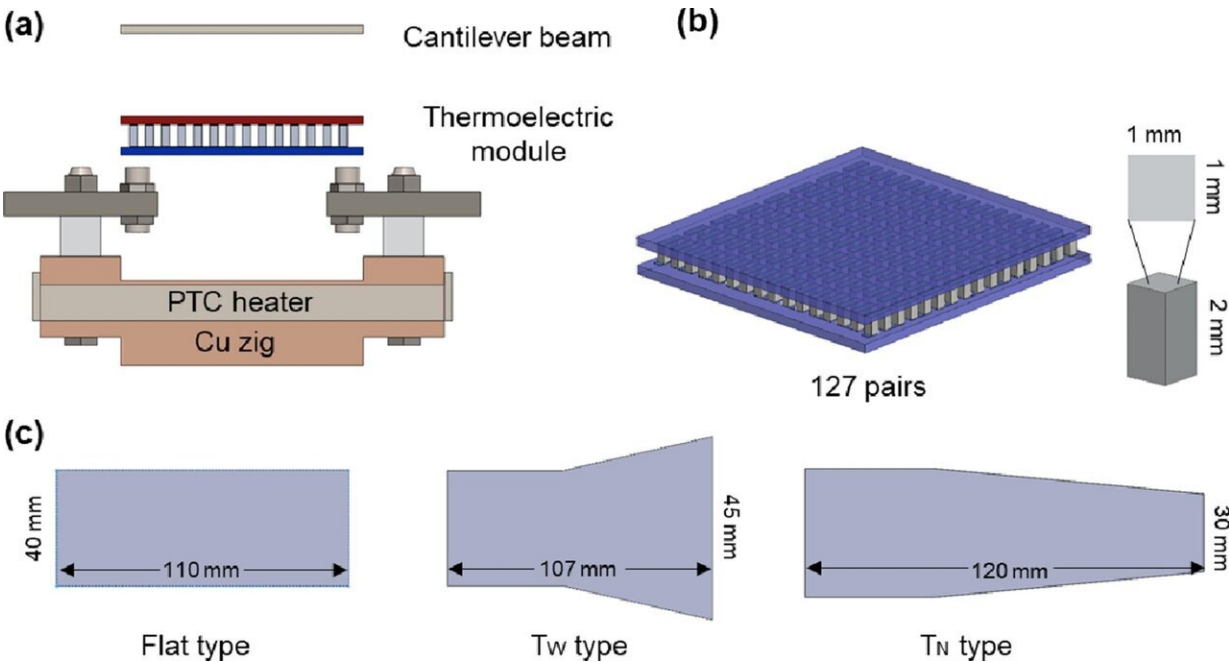 (a)
Cantilever beam
Thermoelectric
module
PTC heater
Cu zig
(b)
1 mm
1 mm
2 mm
127 pairs
(c)
40 mm
110 mm
Flat type
107 mm
45 mm
Tw type
120 mm
30 mm
TN type